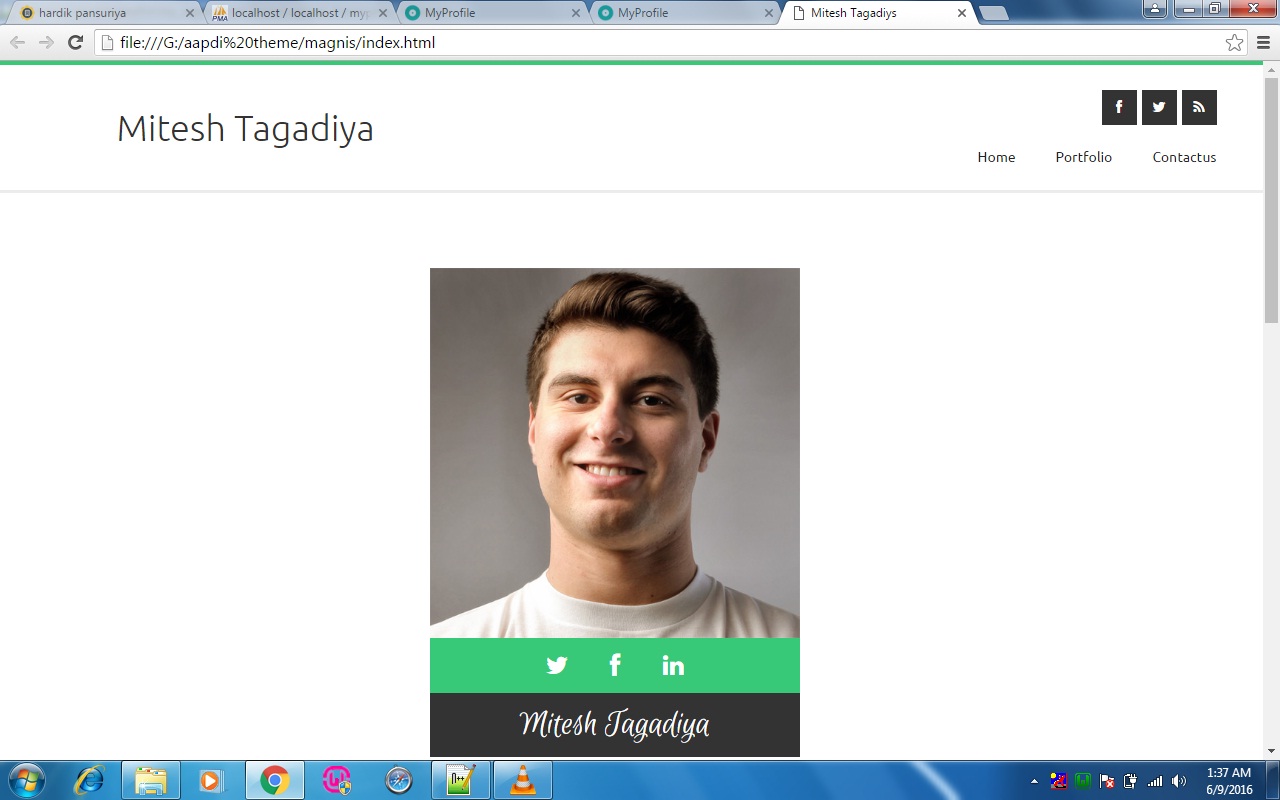 hardik pansuriya
localhost / localhost / myp
MyProfile
MyProfile
Mitesh Tagadiys
file:///G:/aapdi%20theme/magnis/index.html
Mitesh Tagadiya
Home Portfolio Contactus
Mitesh Tagadiya
1:37 AM
6/9/2016